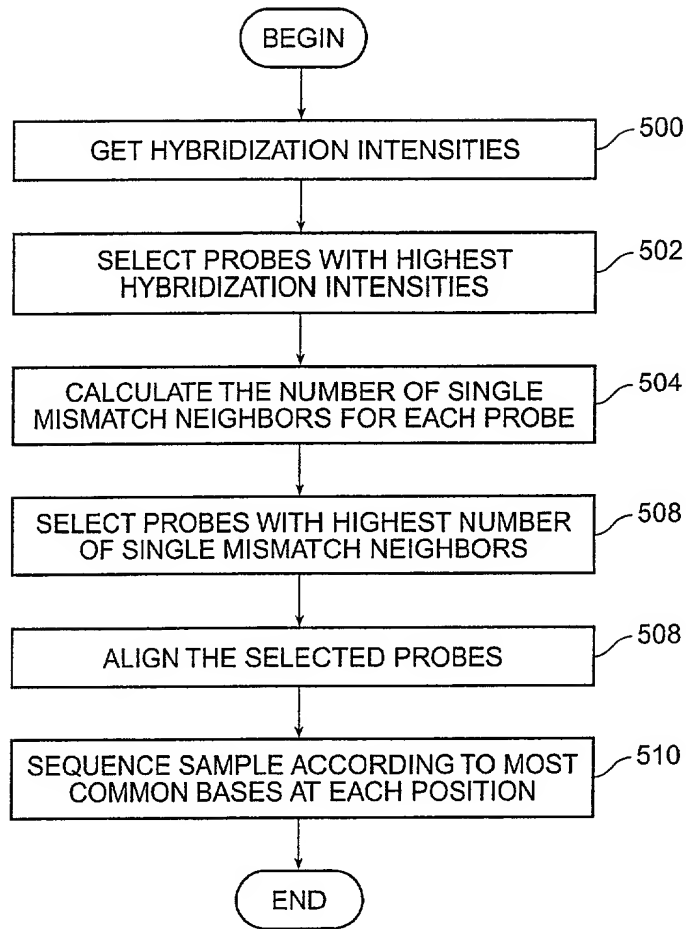 BEGIN
GET HYBRIDIZATION INTENSITIES
500
SELECT PROBES WITH HIGHEST
HYBRIDIZATION INTENSITIES
502
CALCULATE THE NUMBER OF SINGLE
MISMATCH NEIGHBORS FOR EACH PROBE
504
SELECT PROBES WITH HIGHEST NUMBER
OF SINGLE MISMATCH NEIGHBORS
508
ALIGN THE SELECTED PROBES
508
SEQUENCE SAMPLE ACCORDING TO MOST
COMMON BASES AT EACH POSITION
510
END